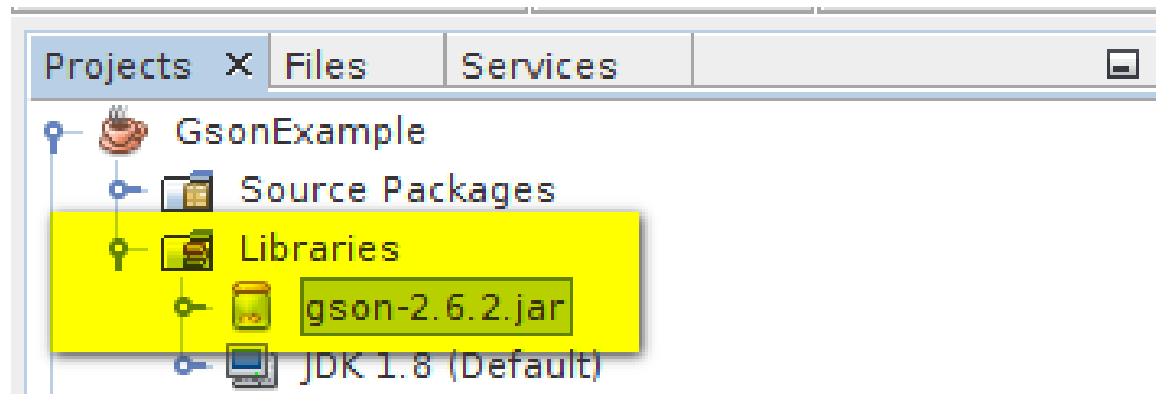 Projects Files Services
GsonExample
Source Packages
Libraries
gson-2.6.2.jar
JDK 1.8 (Default)